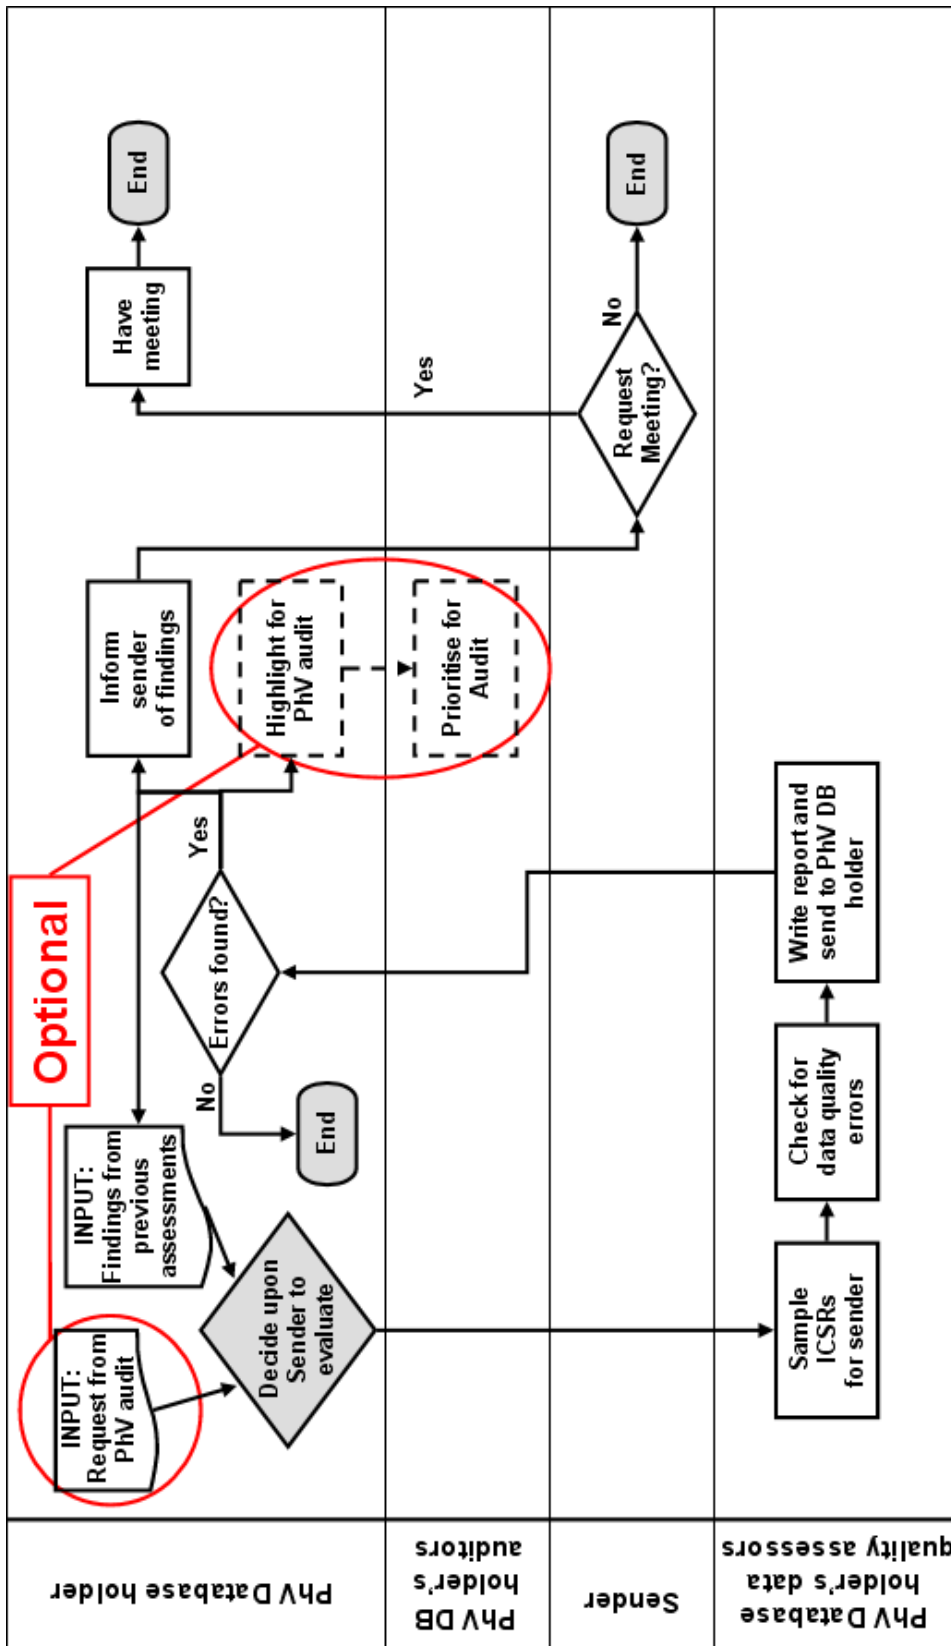 PhV Database holder
PhV DB
holder's
auditors
Sender
PhV Database
holder's data
quality assessors
Optional
INPUT:
Request from
PhV audit
INPUT:
Findings from
previous
assessments
Decide upon
Sender to
evaluate
Sample
ICSRs
for sender
Check for
data quality
errors
Write report and
send to PhV DB
holder
Errors found?
No
End
Yes
Inform
sender
of findings
Highlight for
PhV audit
Prioritise for
Audit
Request
Meeting?
Yes
No
Have
meeting
End
End